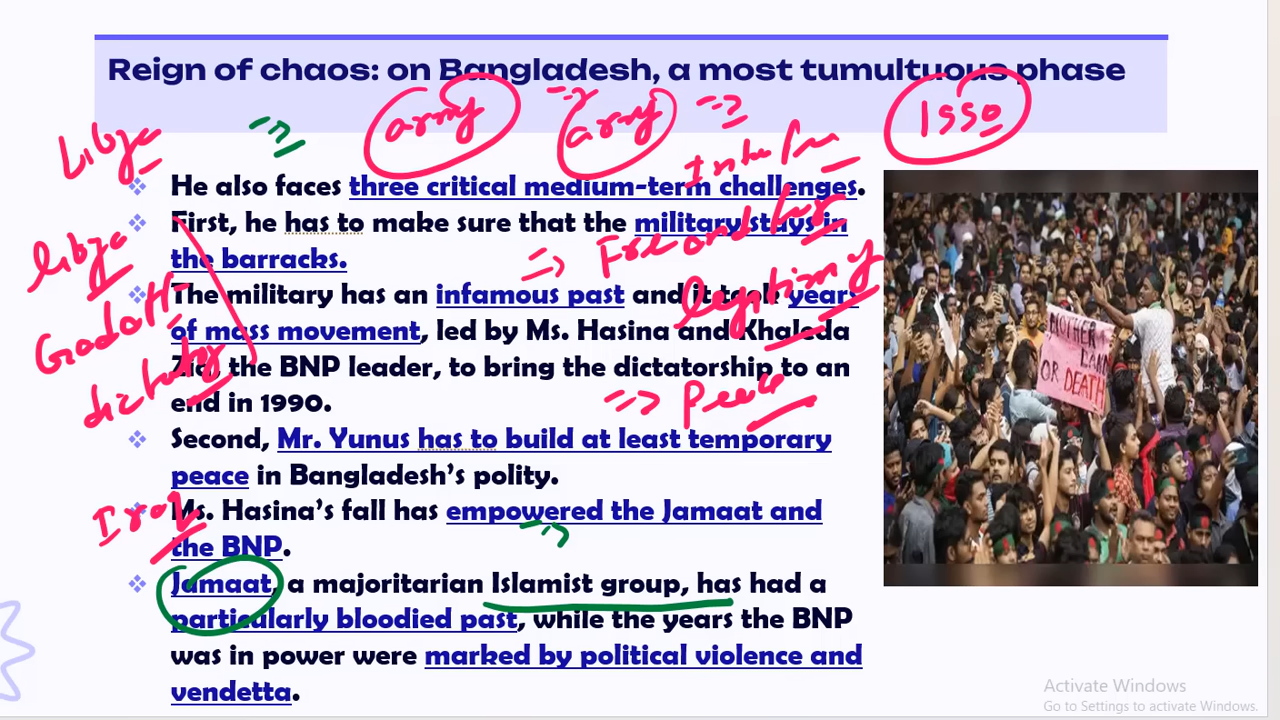 Reign of chaos: on Bangladesh, a most tumultuous phase
army
army
1550
Libya
He also faces three critical medium-term challenges.
First, he has to make sure that the military stays in
the barracks.
Libya
Free and fair
The military has an infamous past and it took years
of mass movement, led by Ms. Hasina and Khaleda
Zia, the BNP leader, to bring the dictatorship to an
end in 1990.
Peace
Second, Mr. Yunus has to build at least temporary
peace in Bangladesh's polity.
Iraq
Ms. Hasina's fall has empowered the Jamaat and
the BNP.
Jamaat, a majoritarian Islamist group, has had a
particularly bloodied past, while the years the BNP
was in power were marked by political violence and
vendetta.
OR DEATH
Activate Windows
Go to Settings to activate Windows.